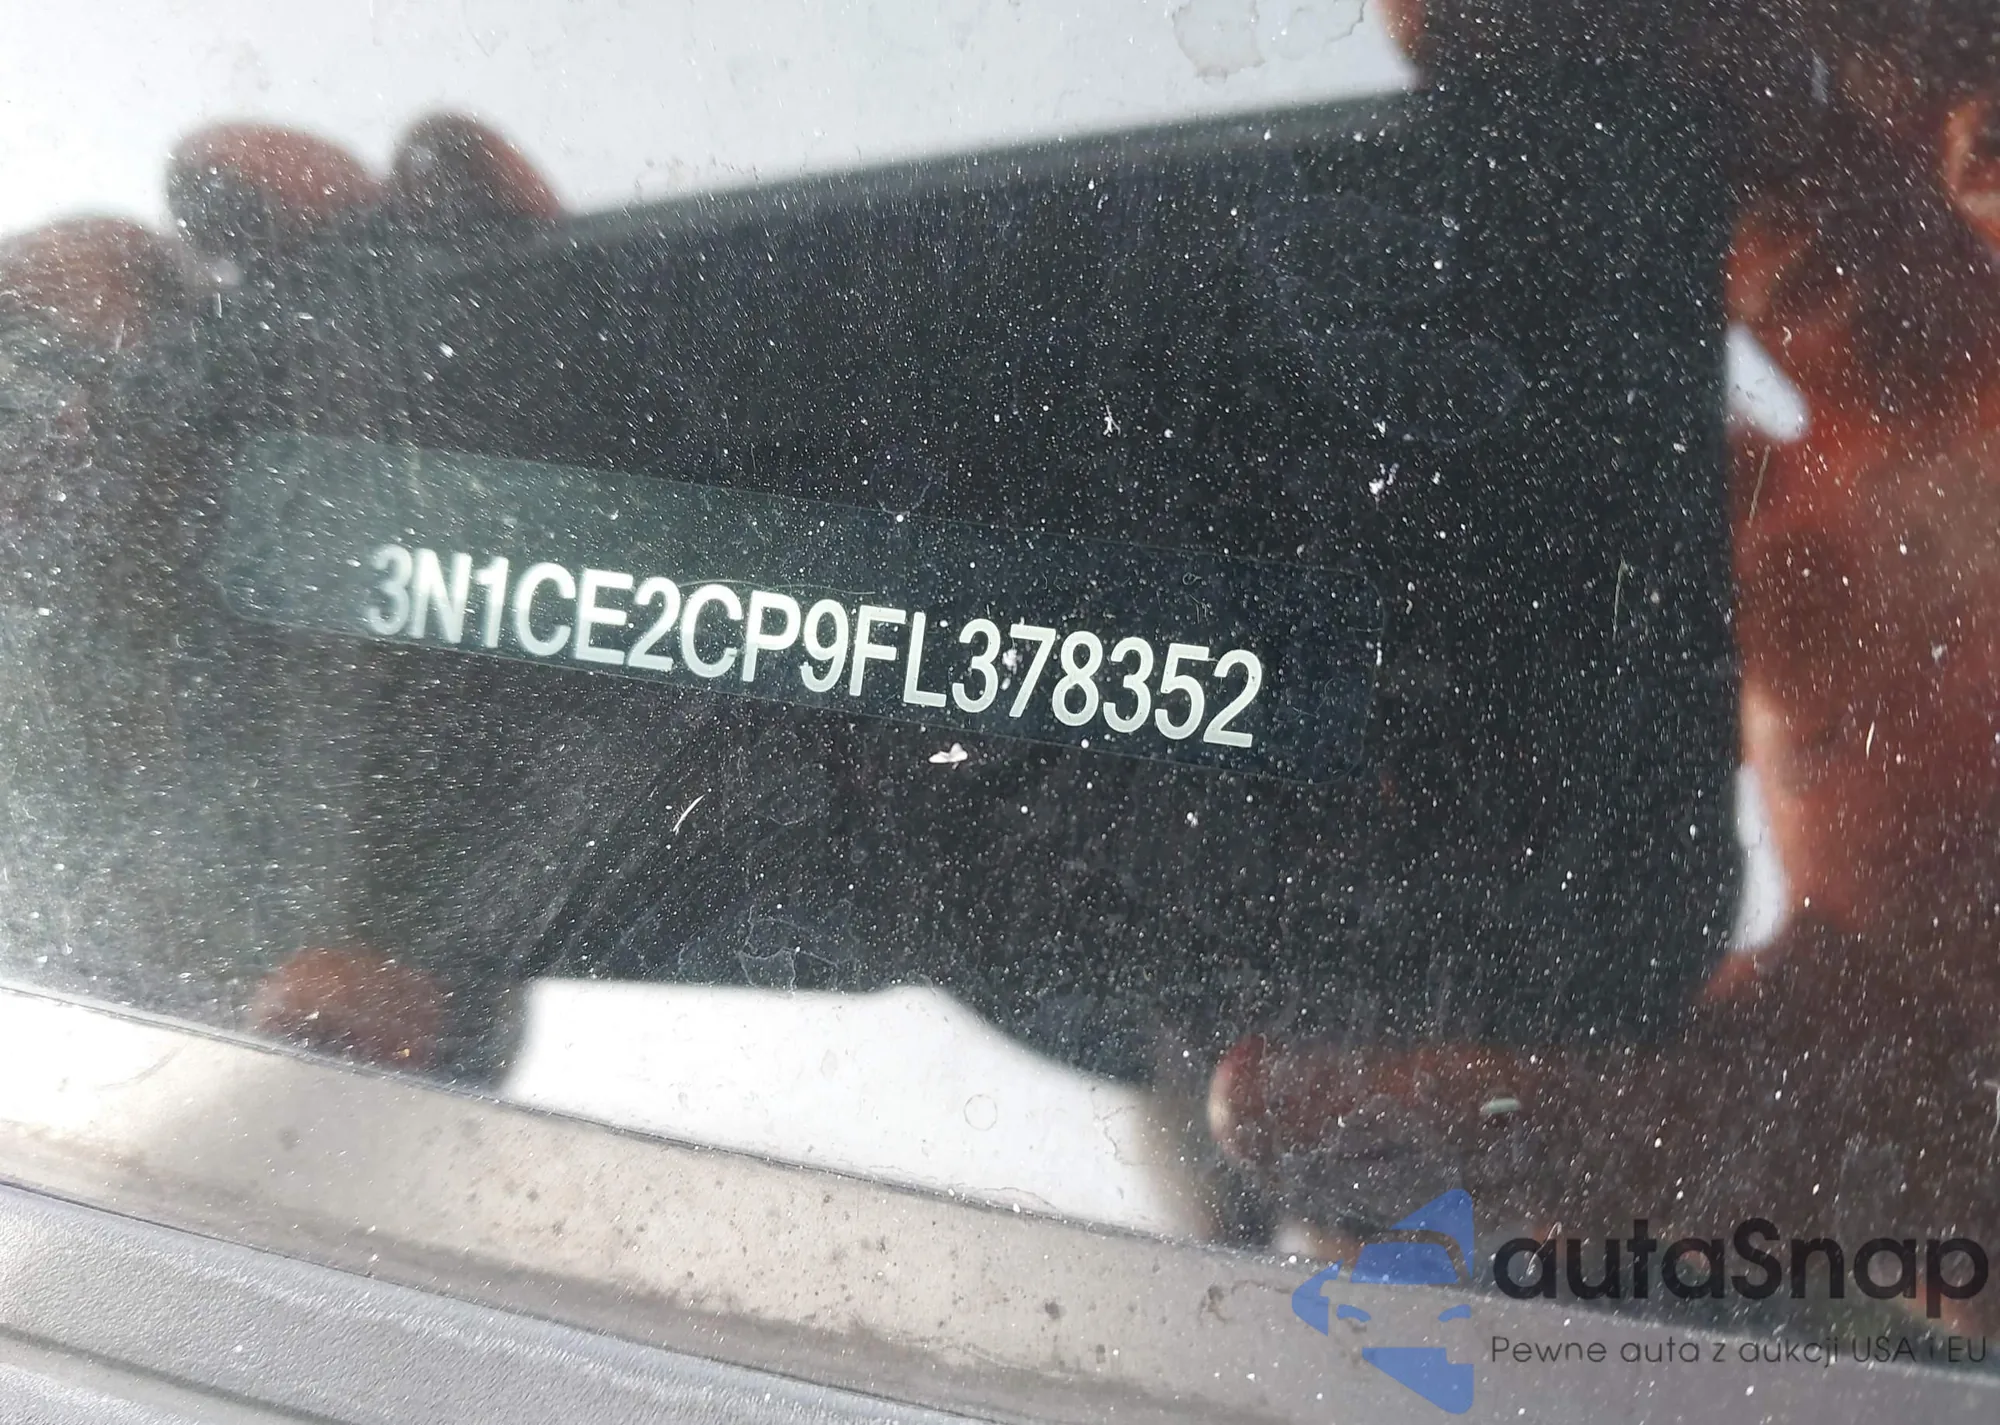 3N1CE2CP9FL378352
autaSnap
Pewne auta z aukcji USA i EU